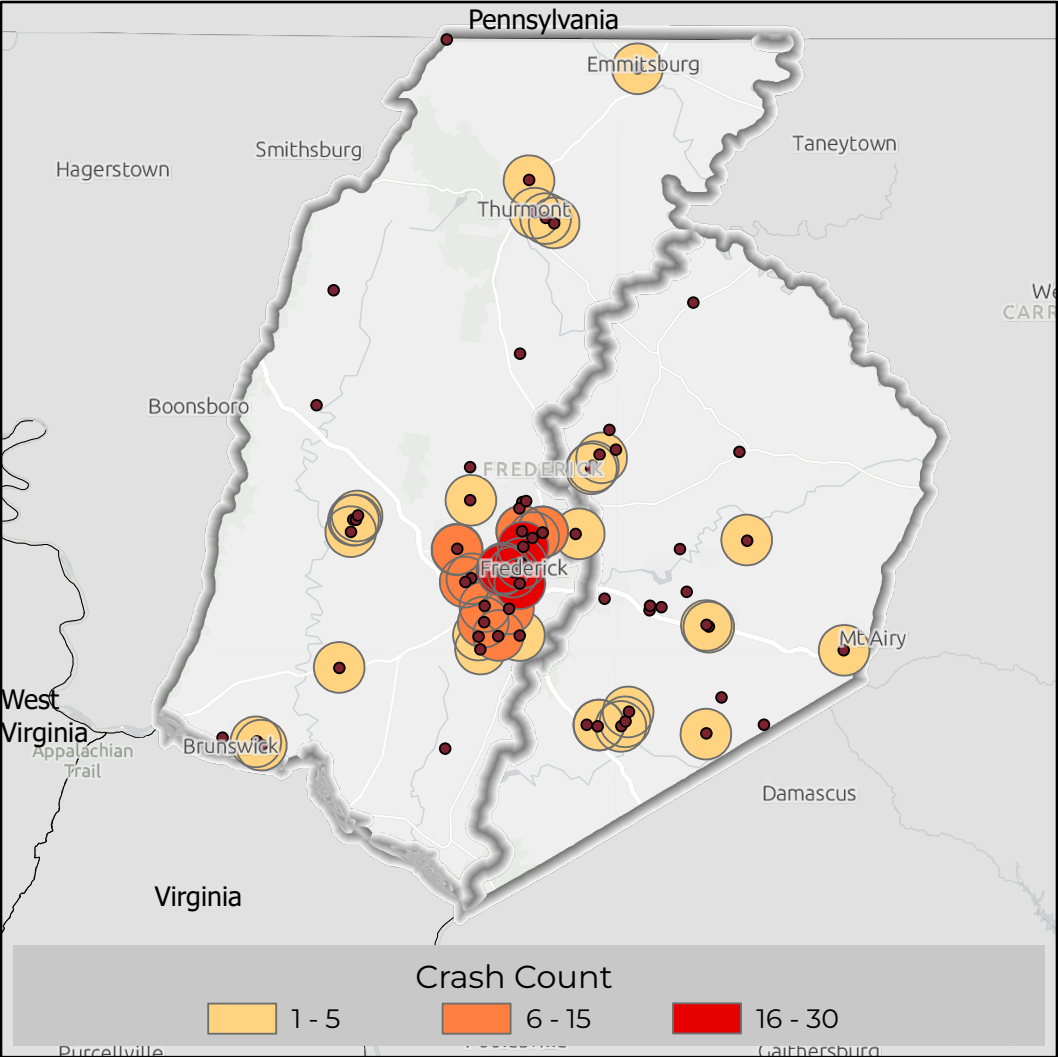 Pennsylvania
Emmitsburg
Taneytown
Smithsburg
Hagerstown
Thurmont
We
CARR
Boonsboro
FREDERICK
Frederick
Mt Airy
West
Virginia
Brunswick
Appalachian
Trail
Damascus
Virginia
Crash Count
1 - 5
6 - 15
16 - 30
Purcellville
Poolesville
Gaithersburg